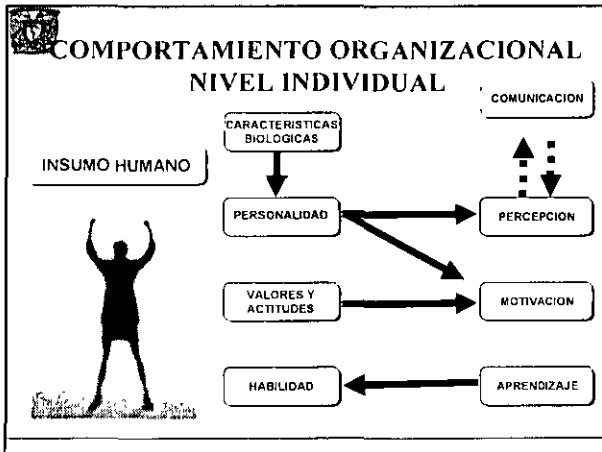 COMPORTAMIENTO ORGANIZACIONAL
NIVEL INDIVIDUAL
COMUNICACION
CARACTERISTICAS
BIOLOGICAS
INSUMO HUMANO
PERSONALIDAD
PERCEPCION
VALORES Y
ACTITUDES
MOTIVACION
HABILIDAD
APRENDIZAJE